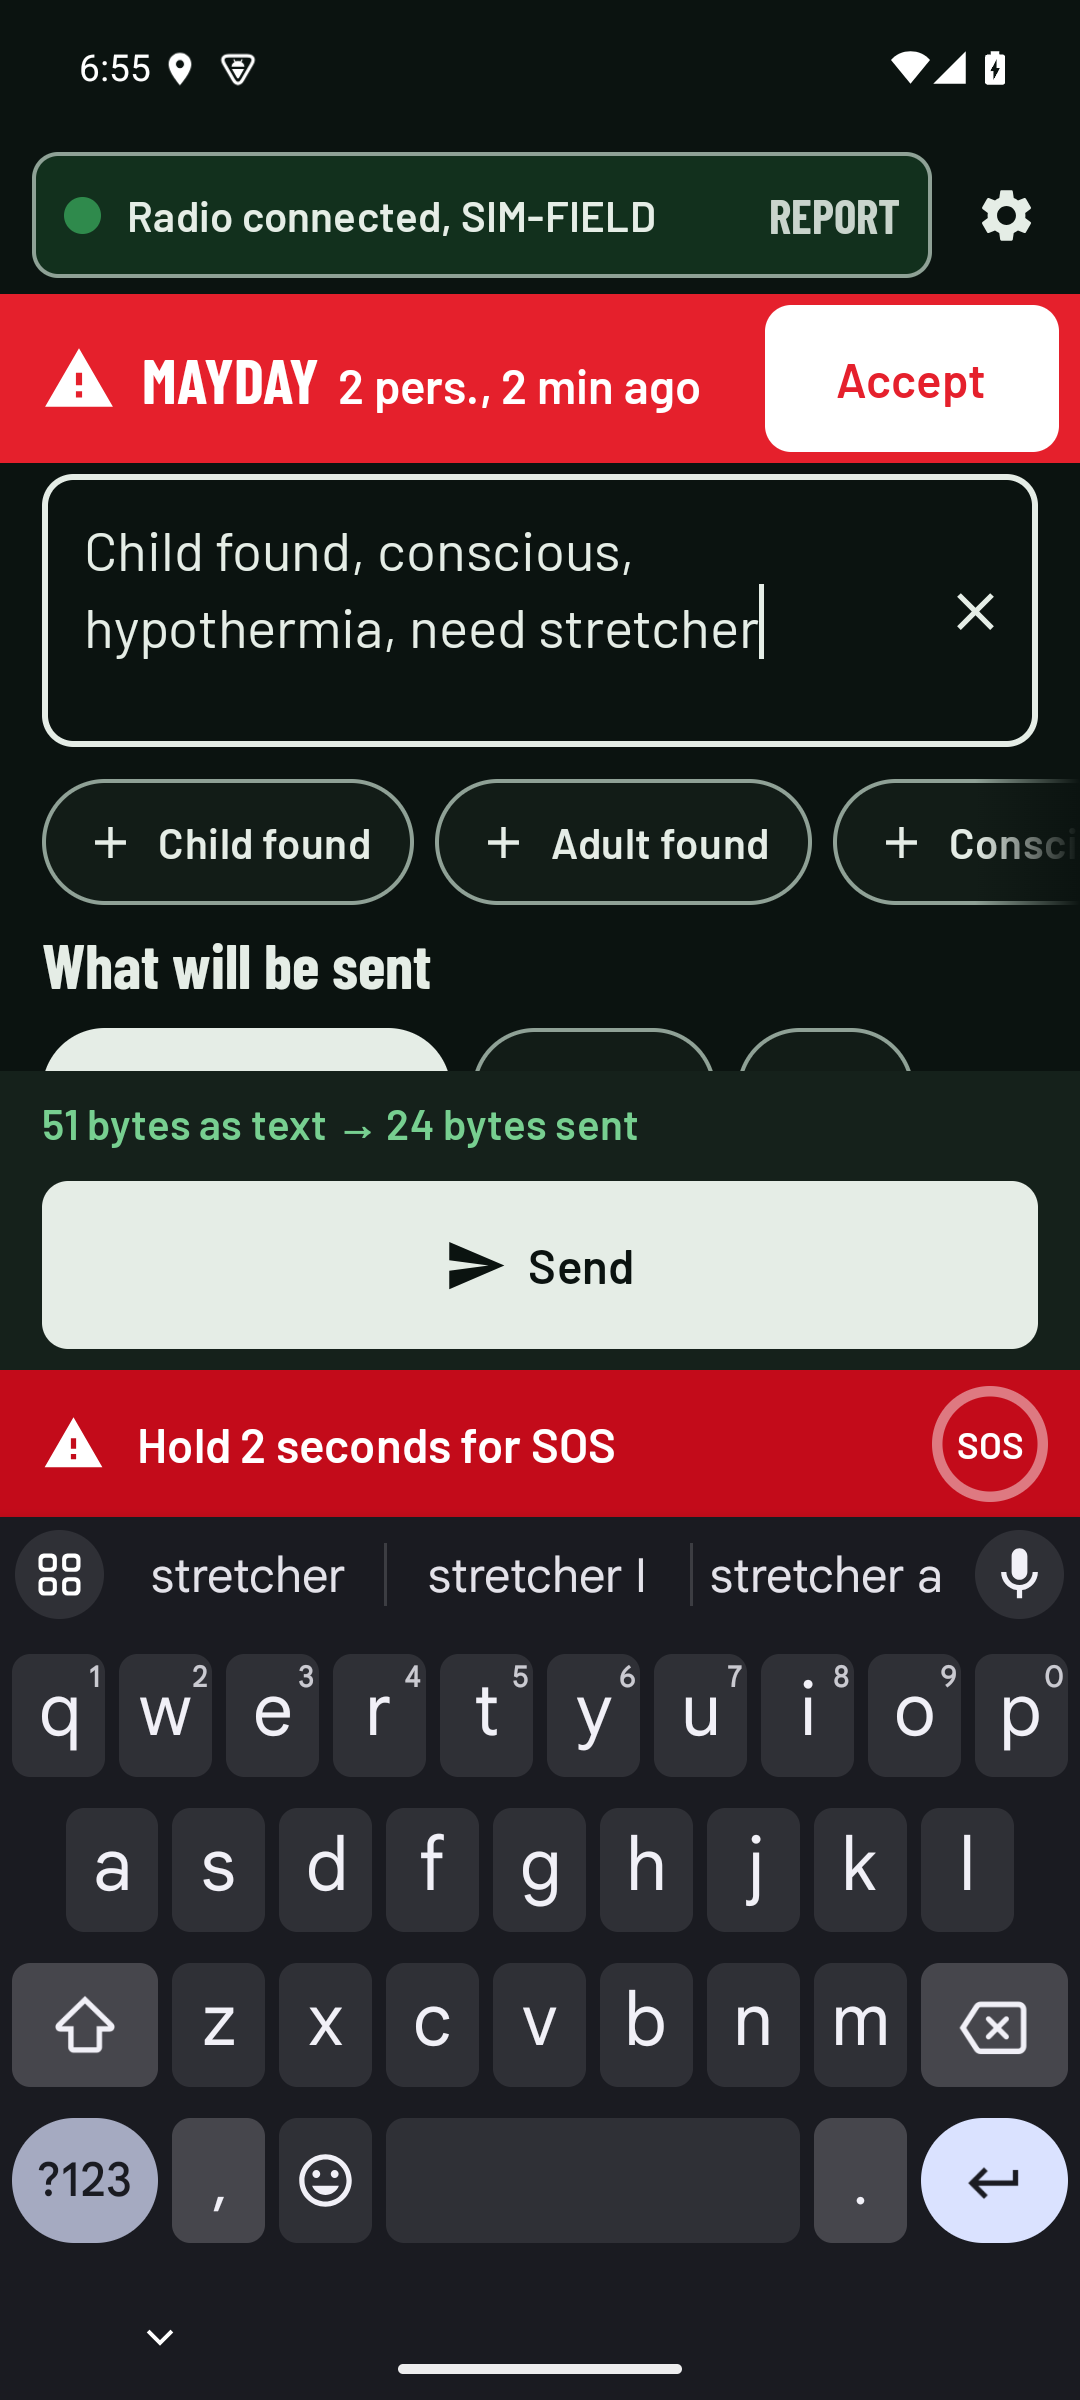 6:55
Radio connected, SIM-FIELD REPORT
MAYDAY 2 pers., 2 min ago Accept
Child found, conscious,
hypothermia, need stretcher
+ Child found + Adult found + Consci
What will be sent
51 bytes as text → 24 bytes sent
Send
Hold 2 seconds for SOS SOS
stretcher stretcher I stretcher a
q 1 w 2 e 3 r 4 t 5 y 6 u 7 i 8 o 9 p 0
a s d f g h j k l
z x c v b n m
?123 , .